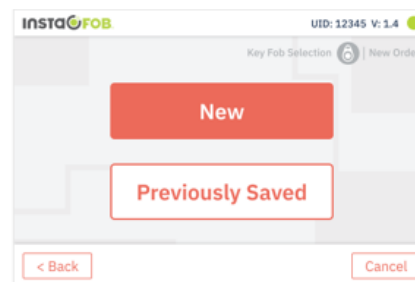 INSTAFOB UID: 12345 V: 1.4
Key Fob Selection | New Orde
New
Previously Saved
< Back Cancel